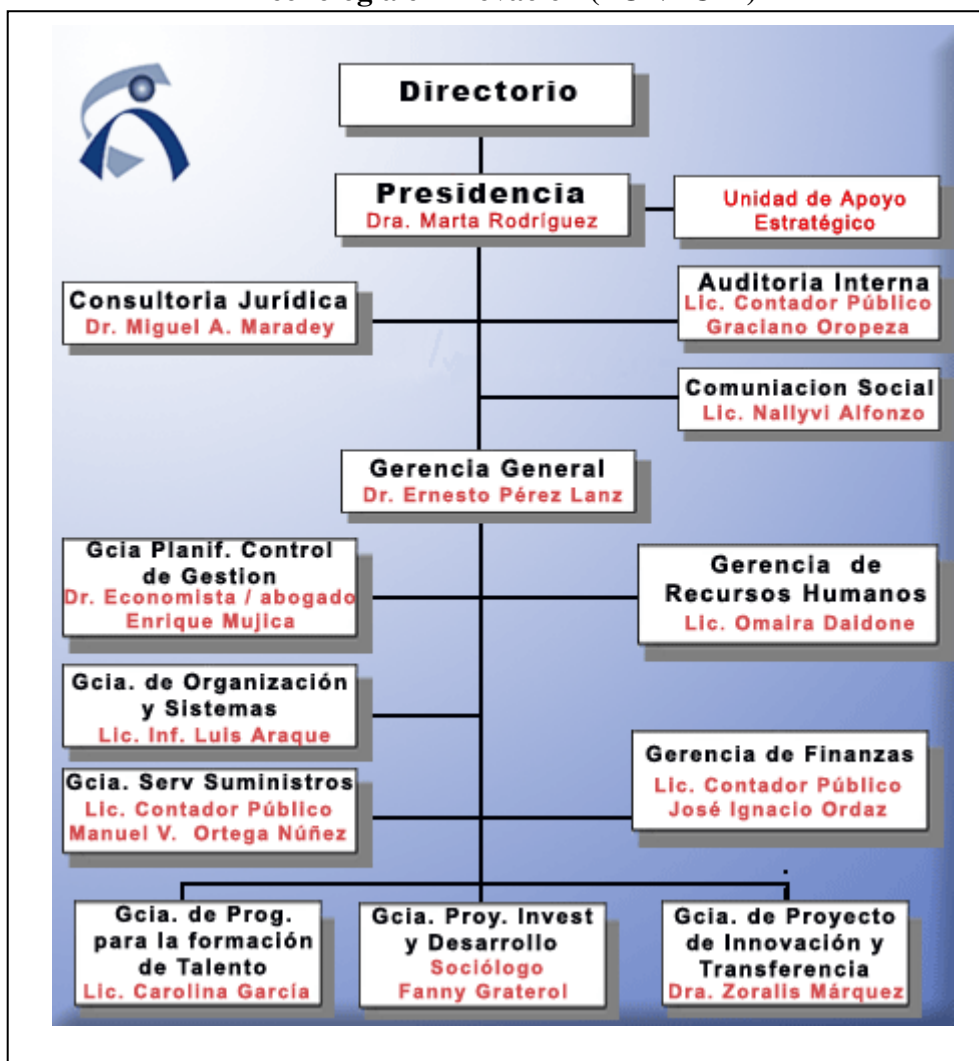 Directorio
Presidencia
Dra. Marta Rodríguez
Unidad de Apoyo
Estratégico
Consultoria Jurídica
Dr. Miguel A. Maradey
Auditoria Interna
Lic. Contador Público
Graciano Oropeza
Comuniacion Social
Lic. Nallyvi Alfonzo
Gerencia General
Dr. Ernesto Pérez Lanz
Gcia Planif. Control
de Gestion
Dr. Economista / abogado
Enrique Mujica
Gerencia de
Recursos Humanos
Lic. Omaira Daidone
Gcia. de Organización
y Sistemas
Lic. Inf. Luis Araque
Gerencia de Finanzas
Lic. Contador Público
José Ignacio Ordaz
Gcia. Serv Suministros
Lic. Contador Público
Manuel V. Ortega Núñez
Gcia. de Prog.
para la formación
de Talento
Lic. Carolina García
Gcia. Proy. Invest
y Desarrollo
Sociólogo
Fanny Graterol
Gcia. de Proyecto
de Innovación y
Transferencia
Dra. Zoralis Márquez